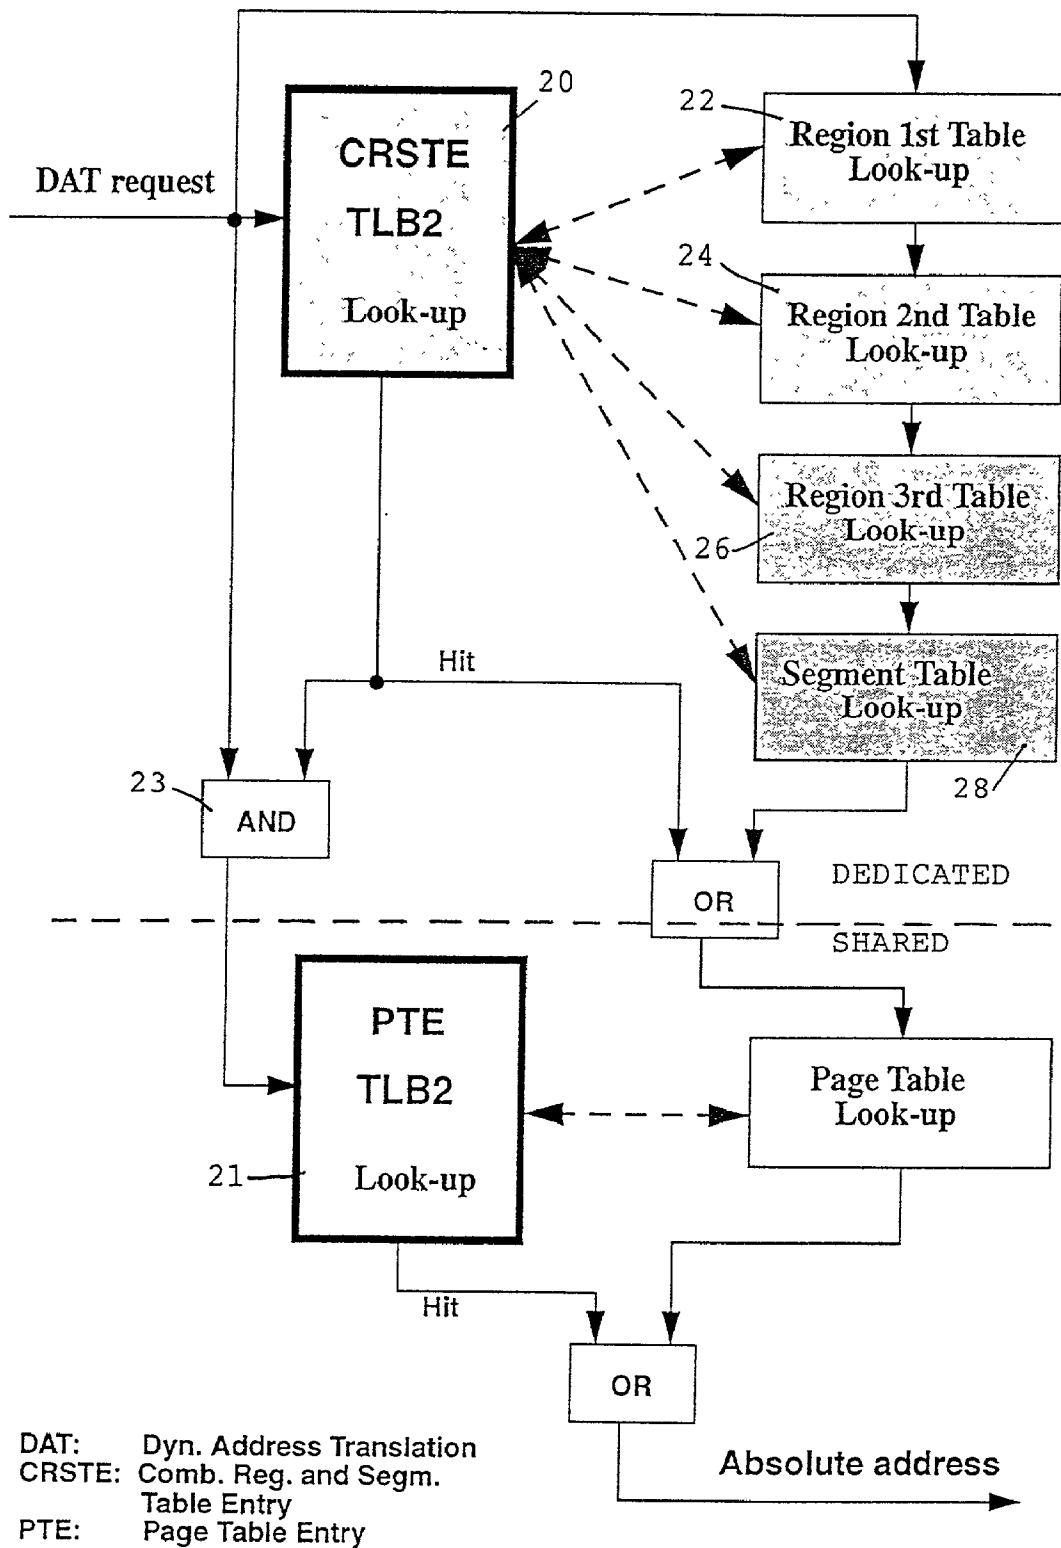 20
CRSTE
TLB2
Look-up
DAT request
22
Region 1st Table
Look-up
24
Region 2nd Table
Look-up
Region 3rd Table
Look-up
26
Hit
Segment Table
Look-up
28
23
AND
OR
DEDICATED
SHARED
PTE
TLB2
Look-up
21
Page Table
Look-up
Hit
OR
Absolute address
DAT: Dyn. Address Translation
CRSTE: Comb. Reg. and Segm.
Table Entry
PTE: Page Table Entry